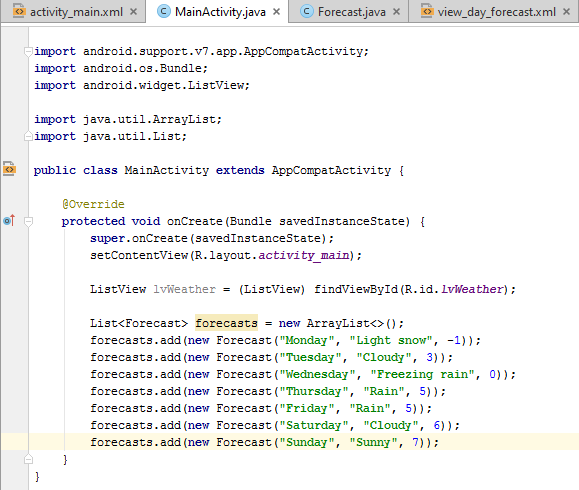 activity_main.xml MainActivity.java Forecast.java view_day_forecast.xml
import android.support.v7.app.AppCompatActivity;
import android.os.Bundle;
import android.widget.ListView;
import java.util.ArrayList;
import java.util.List;
public class MainActivity extends AppCompatActivity {
@Override
protected void onCreate(Bundle savedInstanceState) {
super.onCreate(savedInstanceState);
setContentView(R.layout.activity_main);
ListView lvWeather = (ListView) findViewById(R.id.lvWeather);
List<Forecast> forecasts = new ArrayList<>();
forecasts.add(new Forecast("Monday", "Light snow", -1));
forecasts.add(new Forecast("Tuesday", "Cloudy", 3));
forecasts.add(new Forecast("Wednesday", "Freezing rain", 0));
forecasts.add(new Forecast("Thursday", "Rain", 5));
forecasts.add(new Forecast("Friday", "Rain", 5));
forecasts.add(new Forecast("Saturday", "Cloudy", 6));
forecasts.add(new Forecast("Sunday", "Sunny", 7));
}
}